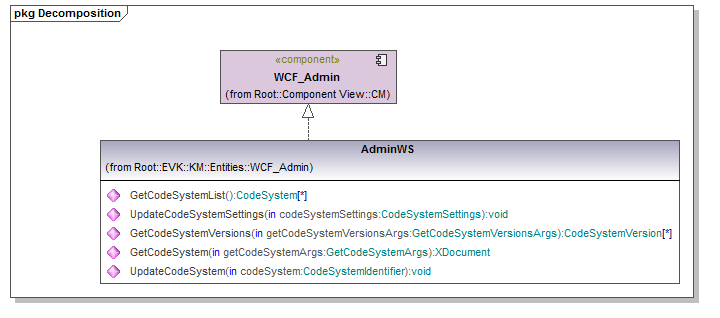 pkg Decomposition
«component»
WCF_Admin
(from Root::Component View::CM)
AdminWS
(from Root::EVK::KM::Entities::WCF_Admin)
GetCodeSystemList():CodeSystem[*]
UpdateCodeSystemSettings(in codeSystemSettings:CodeSystemSettings):void
GetCodeSystemVersions(in getCodeSystemVersionsArgs:GetCodeSystemVersionsArgs):CodeSystemVersion[*]
GetCodeSystem(in getCodeSystemArgs:GetCodeSystemArgs):XDocument
UpdateCodeSystem(in codeSystem:CodeSystemIdentifier):void